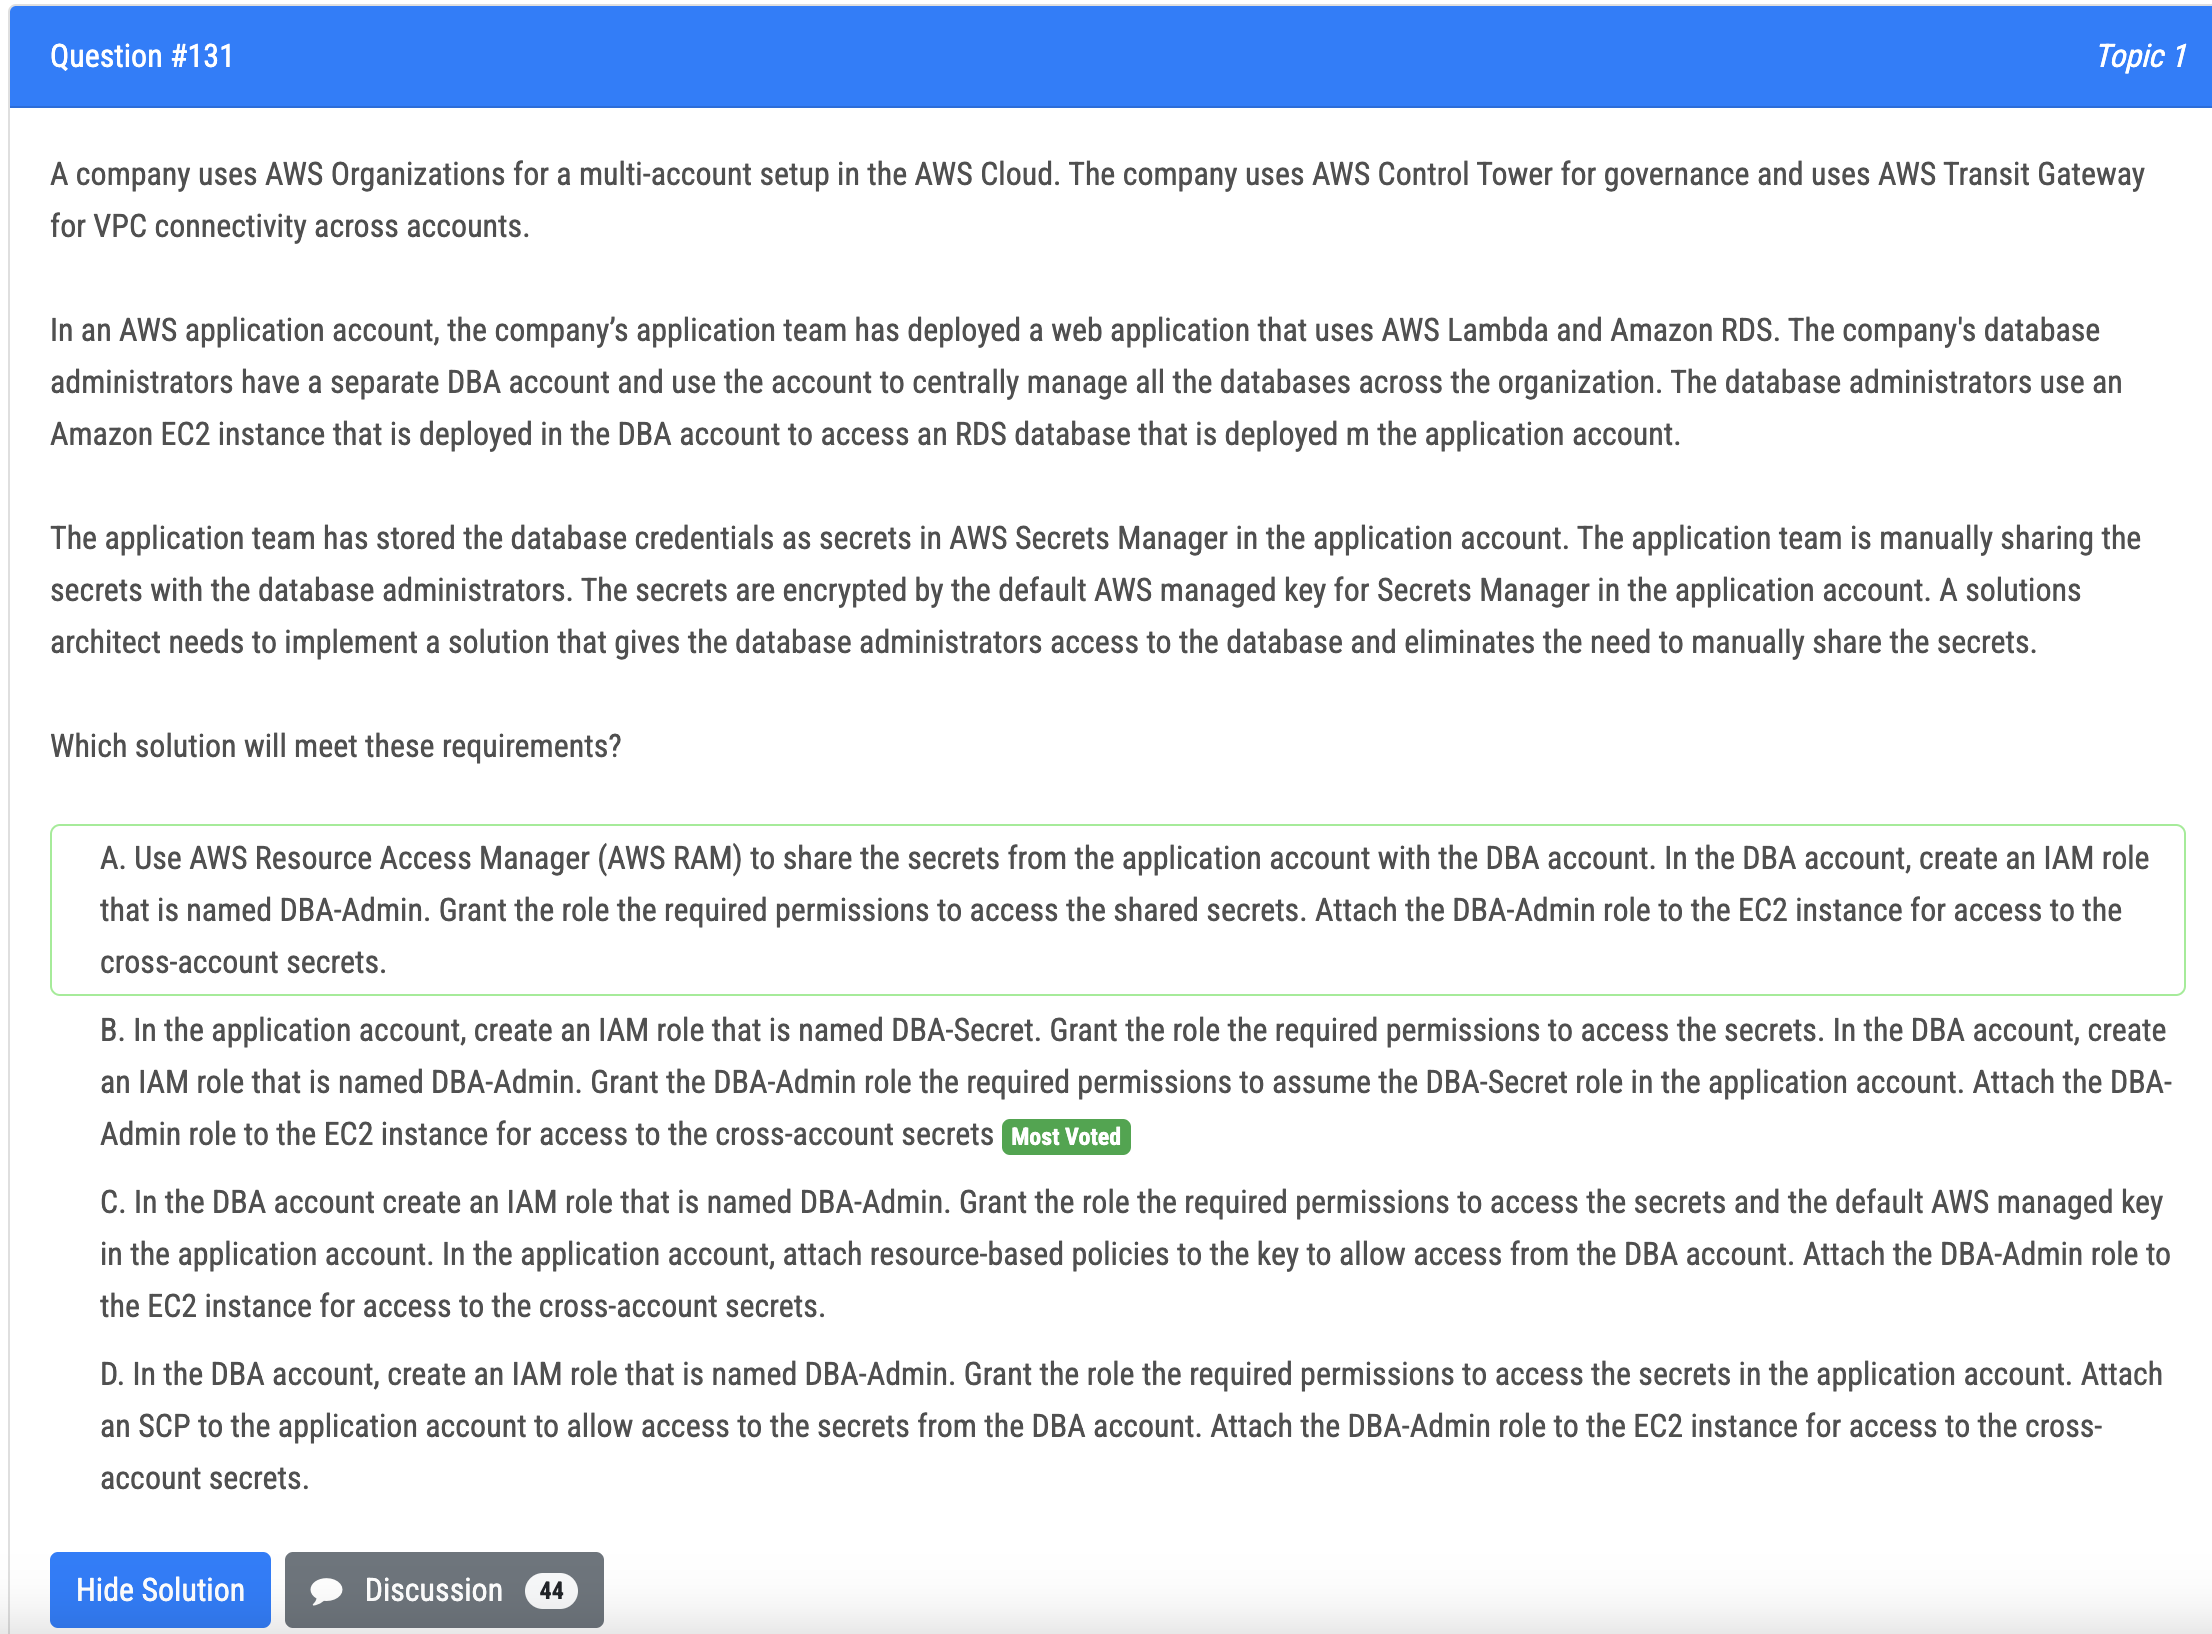 Question #131
Topic 1
A company uses AWS Organizations for a multi-account setup in the AWS Cloud. The company uses AWS Control Tower for governance and uses AWS Transit Gateway
for VPC connectivity across accounts.
In an AWS application account, the company’s application team has deployed a web application that uses AWS Lambda and Amazon RDS. The company's database
administrators have a separate DBA account and use the account to centrally manage all the databases across the organization. The database administrators use an
Amazon EC2 instance that is deployed in the DBA account to access an RDS database that is deployed m the application account.
The application team has stored the database credentials as secrets in AWS Secrets Manager in the application account. The application team is manually sharing the
secrets with the database administrators. The secrets are encrypted by the default AWS managed key for Secrets Manager in the application account. A solutions
architect needs to implement a solution that gives the database administrators access to the database and eliminates the need to manually share the secrets.
Which solution will meet these requirements?
A. Use AWS Resource Access Manager (AWS RAM) to share the secrets from the application account with the DBA account. In the DBA account, create an IAM role
that is named DBA-Admin. Grant the role the required permissions to access the shared secrets. Attach the DBA-Admin role to the EC2 instance for access to the
cross-account secrets.
B. In the application account, create an IAM role that is named DBA-Secret. Grant the role the required permissions to access the secrets. In the DBA account, create
an IAM role that is named DBA-Admin. Grant the DBA-Admin role the required permissions to assume the DBA-Secret role in the application account. Attach the DBA-
Admin role to the EC2 instance for access to the cross-account secrets Most Voted
C. In the DBA account create an IAM role that is named DBA-Admin. Grant the role the required permissions to access the secrets and the default AWS managed key
in the application account. In the application account, attach resource-based policies to the key to allow access from the DBA account. Attach the DBA-Admin role to
the EC2 instance for access to the cross-account secrets.
D. In the DBA account, create an IAM role that is named DBA-Admin. Grant the role the required permissions to access the secrets in the application account. Attach
an SCP to the application account to allow access to the secrets from the DBA account. Attach the DBA-Admin role to the EC2 instance for access to the cross-
account secrets.
Hide Solution
Discussion 44